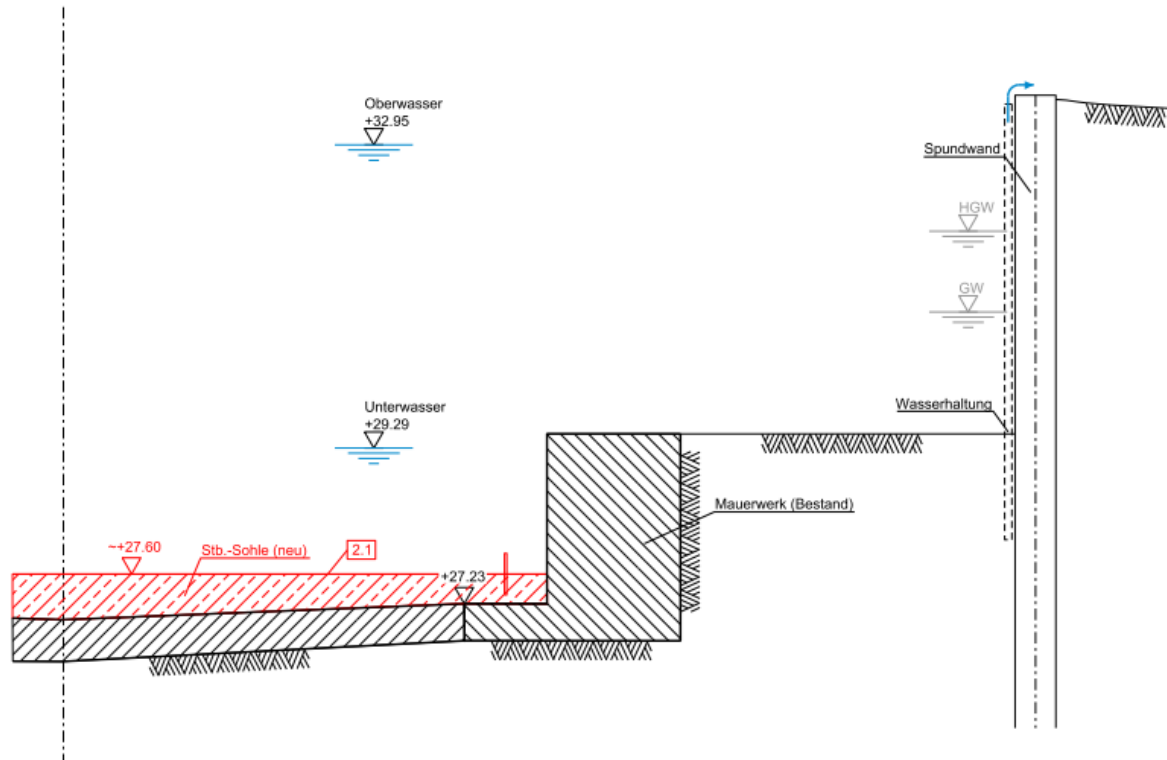 Oberwasser
+32.95
Spundwand
HGW
GW
Unterwasser
+29.29
Wasserhaltung
Mauerwerk (Bestand)
~+27.60
Stb.-Sohle (neu)
2.1
+27.23